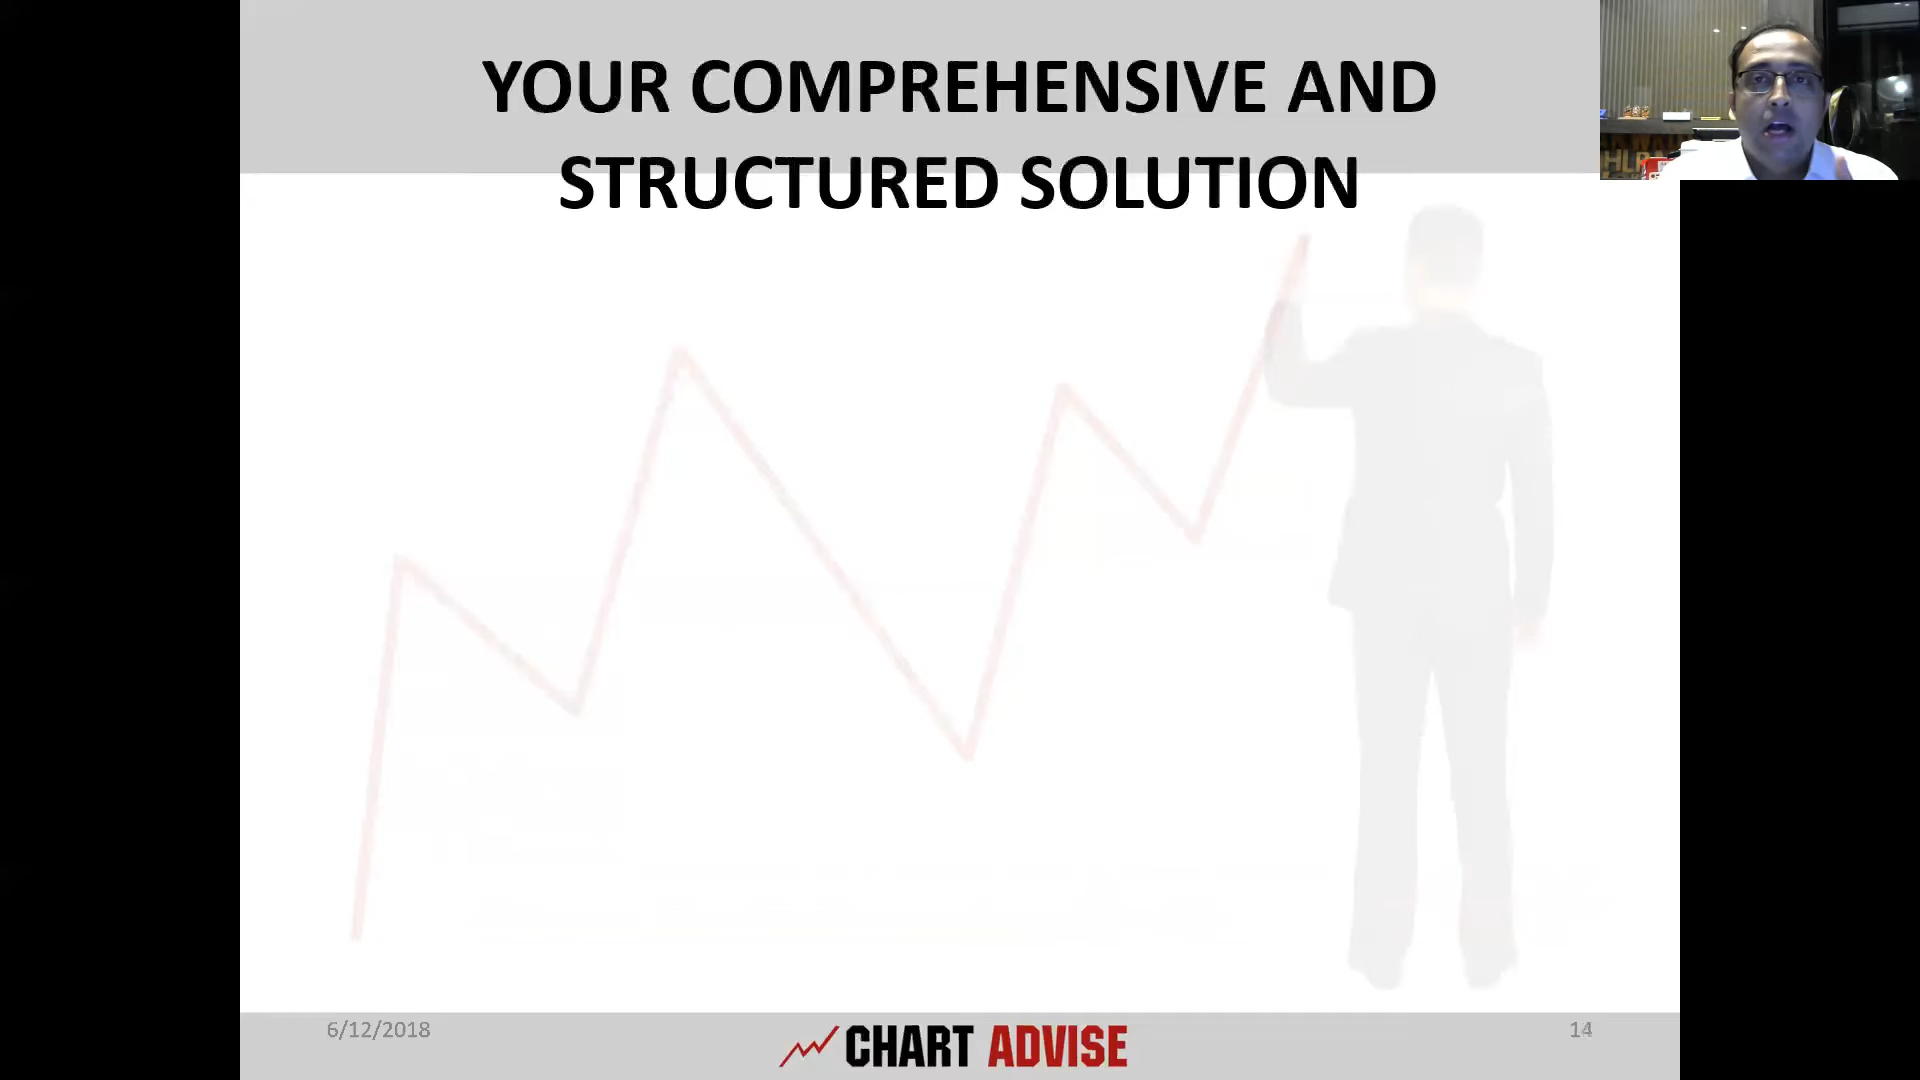 YOUR COMPREHENSIVE AND
STRUCTURED SOLUTION
6/12/2018
CHART ADVISE
14